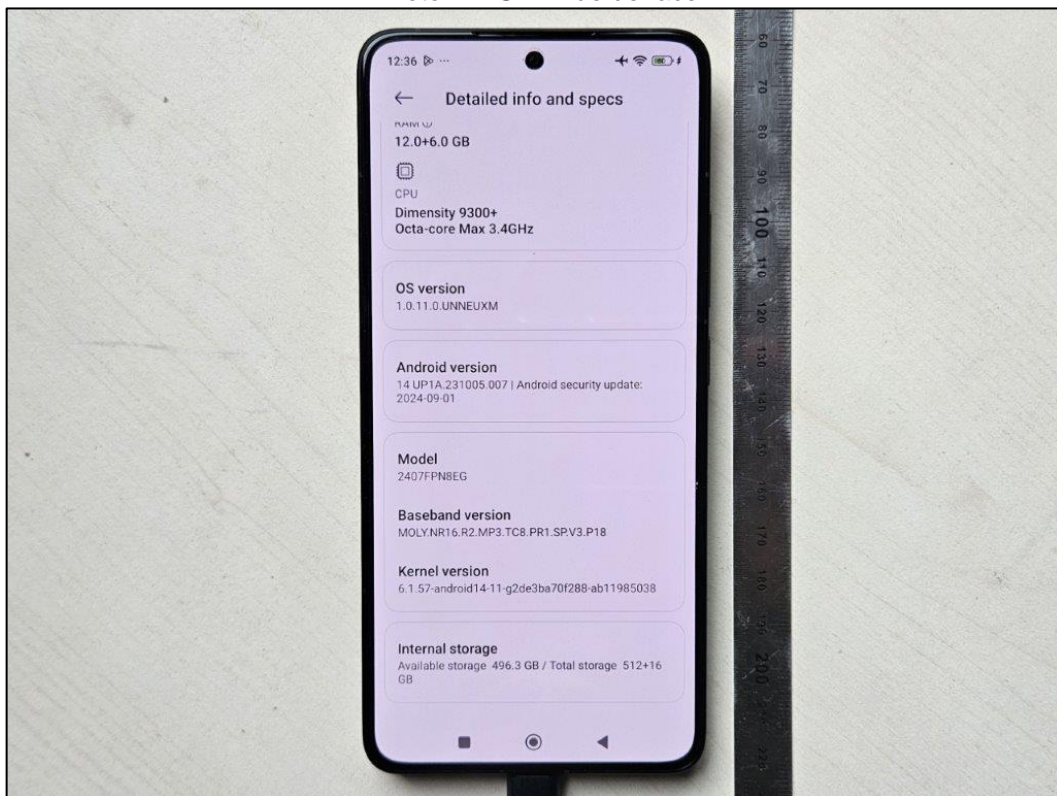 12:36
Detailed info and specs
RAM
12.0+6.0 GB
CPU
Dimensity 9300+
Octa-core Max 3.4GHz
OS version
1.0.11.0.UNNEUXM
Android version
14 UP1A.231005.007 | Android security update:
2024-09-01
Model
2407FPN8EG
Baseband version
MOLY.NR16.R2.MP3.TC8.PR1.SP.V3.P18
Kernel version
6.1.57-android14-11-g2de3ba70f288-ab11985038
Internal storage
Available storage 496.3 GB / Total storage 512+16
GB
60
70
80
90
100
110
120
130
140
150
160
170
180
190
200
220